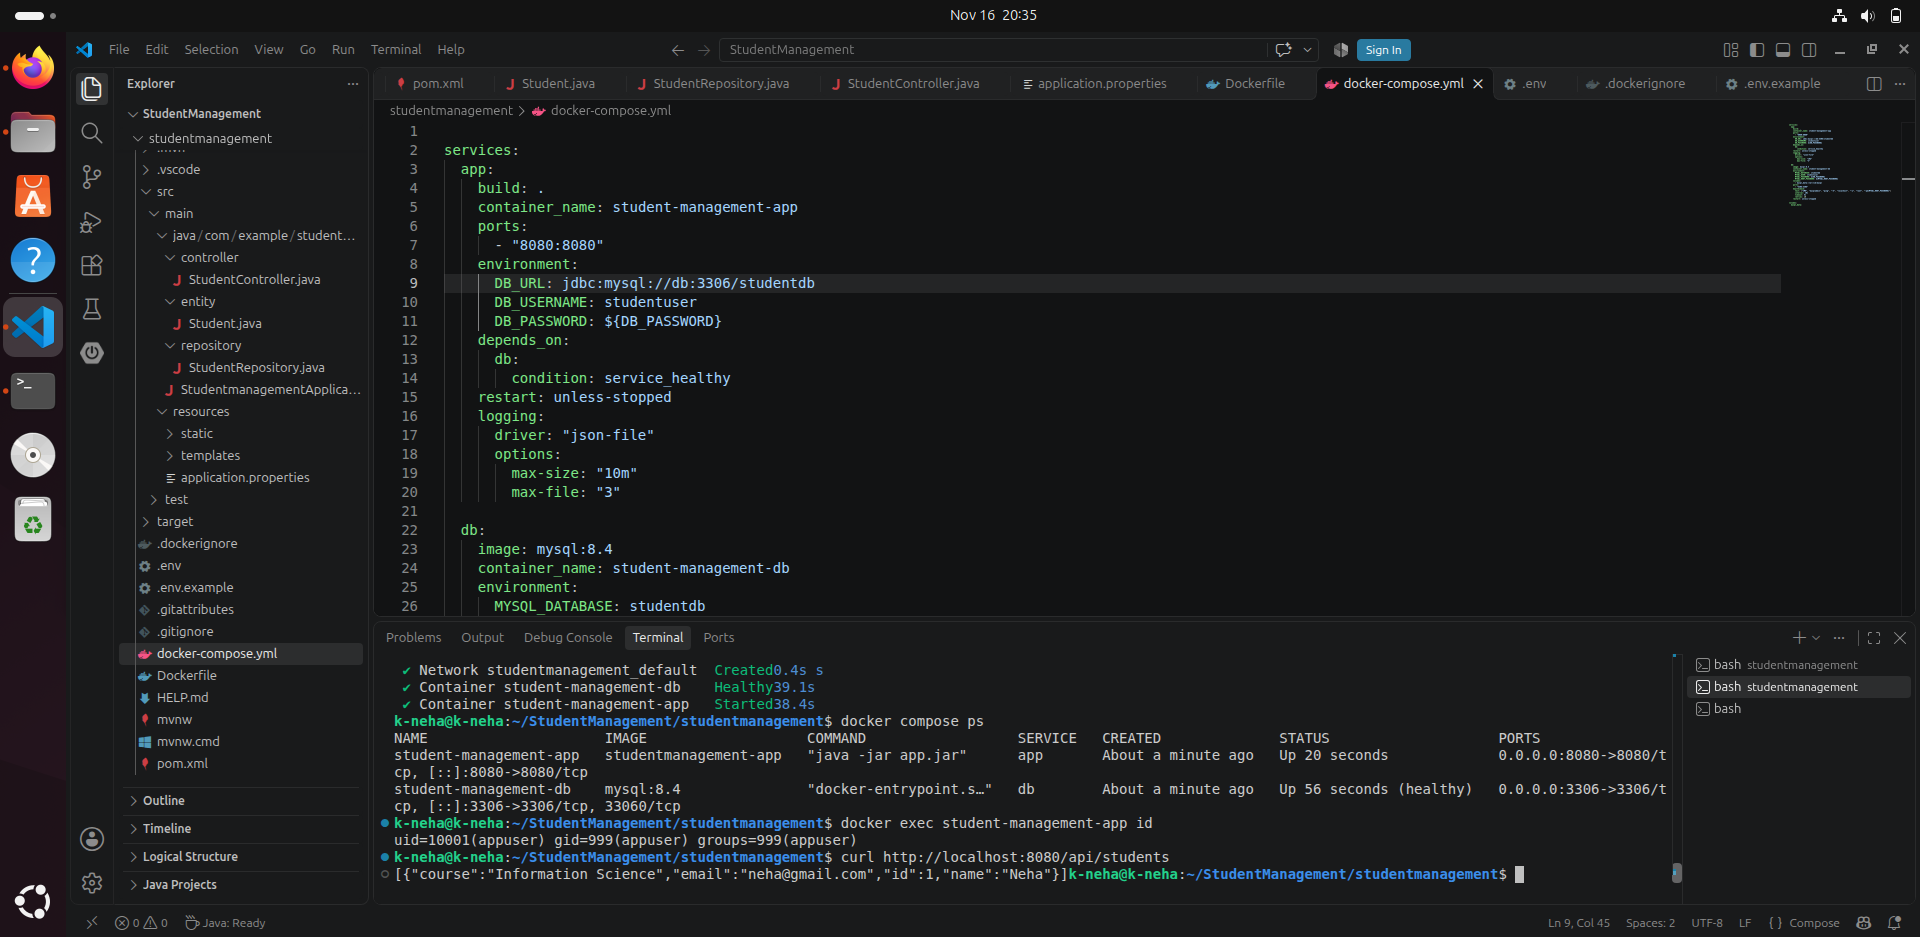 Nov 16 20:35
File Edit Selection View Go Run Terminal Help
StudentManagement
Sign In
Explorer
StudentManagement
studentmanagement
.vscode
src
main
java/com/example/student...
controller
StudentController.java
entity
Student.java
repository
StudentRepository.java
StudentmanagementApplica...
resources
static
templates
application.properties
test
target
.dockerignore
.env
.env.example
.gitattributes
.gitignore
docker-compose.yml
Dockerfile
HELP.md
mvnw
mvnw.cmd
pom.xml
Outline
Timeline
Logical Structure
Java Projects
pom.xml Student.java StudentRepository.java StudentController.java application.properties Dockerfile docker-compose.yml .env .dockerignore .env.example
studentmanagement > docker-compose.yml
1
2 services:
3 app:
4 build: .
5 container_name: student-management-app
6 ports:
7 - "8080:8080"
8 environment:
9 DB_URL: jdbc:mysql://db:3306/studentdb
10 DB_USERNAME: studentuser
11 DB_PASSWORD: ${DB_PASSWORD}
12 depends_on:
13 db:
14 condition: service_healthy
15 restart: unless-stopped
16 logging:
17 driver: "json-file"
18 options:
19 max-size: "10m"
20 max-file: "3"
21
22 db:
23 image: mysql:8.4
24 container_name: student-management-db
25 environment:
26 MYSQL_DATABASE: studentdb
Problems Output Debug Console Terminal Ports
✔ Network studentmanagement_default Created0.4s s
✔ Container student-management-db Healthy39.1s
✔ Container student-management-app Started38.4s
k-neha@k-neha:~/StudentManagement/studentmanagement$ docker compose ps
NAME IMAGE COMMAND SERVICE CREATED STATUS PORTS
student-management-app studentmanagement-app "java -jar app.jar" app About a minute ago Up 20 seconds 0.0.0.0:8080->8080/t
cp, [::]:8080->8080/tcp
student-management-db mysql:8.4 "docker-entrypoint.s…" db About a minute ago Up 56 seconds (healthy) 0.0.0.0:3306->3306/t
cp, [::]:3306->3306/tcp, 33060/tcp
k-neha@k-neha:~/StudentManagement/studentmanagement$ docker exec student-management-app id
uid=10001(appuser) gid=999(appuser) groups=999(appuser)
k-neha@k-neha:~/StudentManagement/studentmanagement$ curl http://localhost:8080/api/students
[{"course":"Information Science","email":"neha@gmail.com","id":1,"name":"Neha"}]k-neha@k-neha:~/StudentManagement/studentmanagement$
bash studentmanagement
bash studentmanagement
bash
0 0 Java: Ready
Ln 9, Col 45 Spaces: 2 UTF-8 LF { } Compose